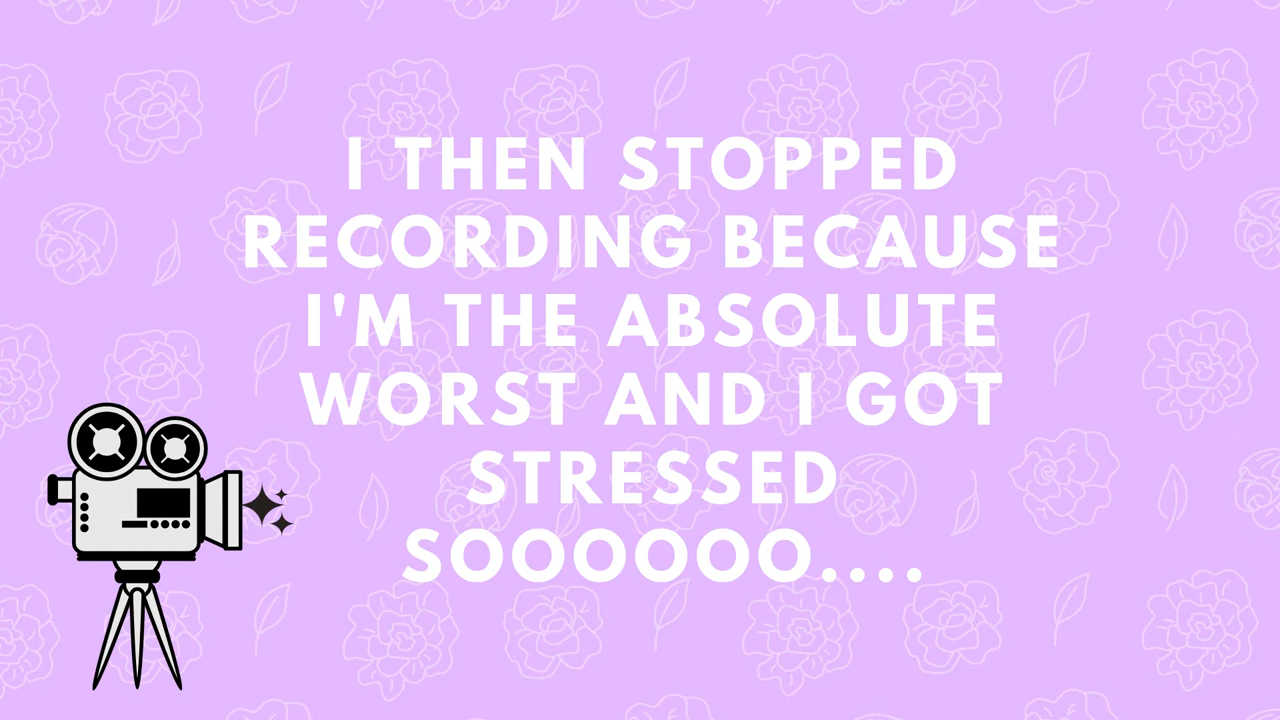 I THEN STOPPED
RECORDING BECAUSE
I'M THE ABSOLUTE
WORST AND I GOT
STRESSED
SOOOOOO....